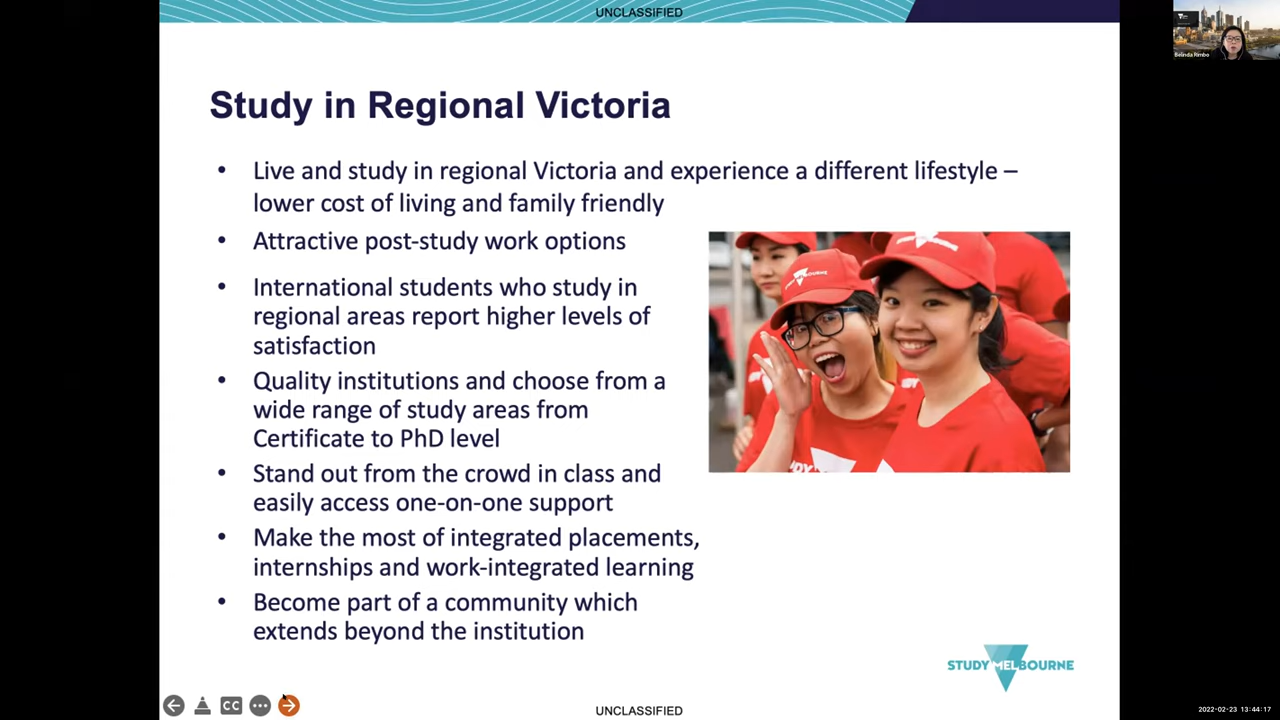 UNCLASSIFIED
Belinda Rimbo
Study in Regional Victoria
• Live and study in regional Victoria and experience a different lifestyle –
lower cost of living and family friendly
• Attractive post-study work options
• International students who study in
regional areas report higher levels of
satisfaction
• Quality institutions and choose from a
wide range of study areas from
Certificate to PhD level
• Stand out from the crowd in class and
easily access one-on-one support
• Make the most of integrated placements,
internships and work-integrated learning
• Become part of a community which
extends beyond the institution
STUDY MELBOURNE
CC
UNCLASSIFIED
2022-02-23 13:44:17